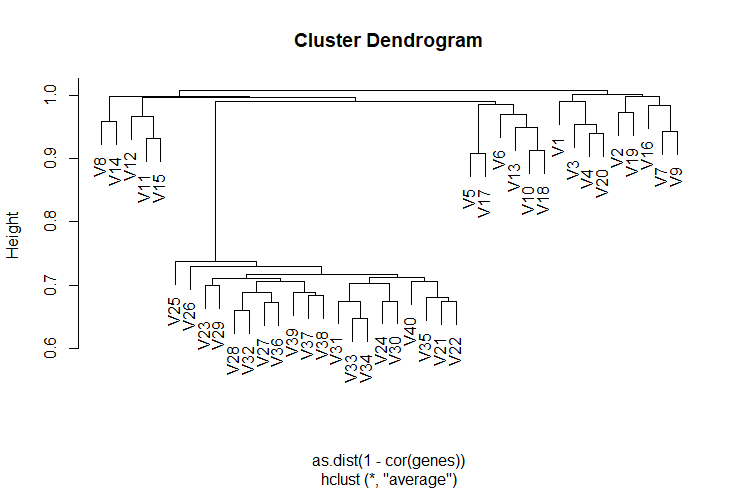 Cluster Dendrogram
Height
1.0
0.9
0.8
0.7
0.6
V8
V14
V12
V11
V15
V25
V26
V23
V29
V28
V32
V27
V36
V39
V37
V38
V31
V33
V34
V24
V30
V40
V35
V21
V22
V5
V17
V6
V13
V10
V18
V1
V3
V4
V20
V2
V19
V16
V7
V9
as.dist(1 - cor(genes))
hclust (*, "average")